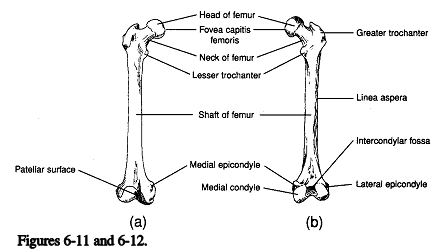 Head of femur
Fovea capitis
femoris
Greater trochanter
Neck of femur
Lesser trochanter
Linea aspera
Shaft of femur
Intercondylar fossa
Patellar surface
Medial epicondyle
Medial condyle
Lateral epicondyle
(a)
(b)
Figures 6-11 and 6-12.